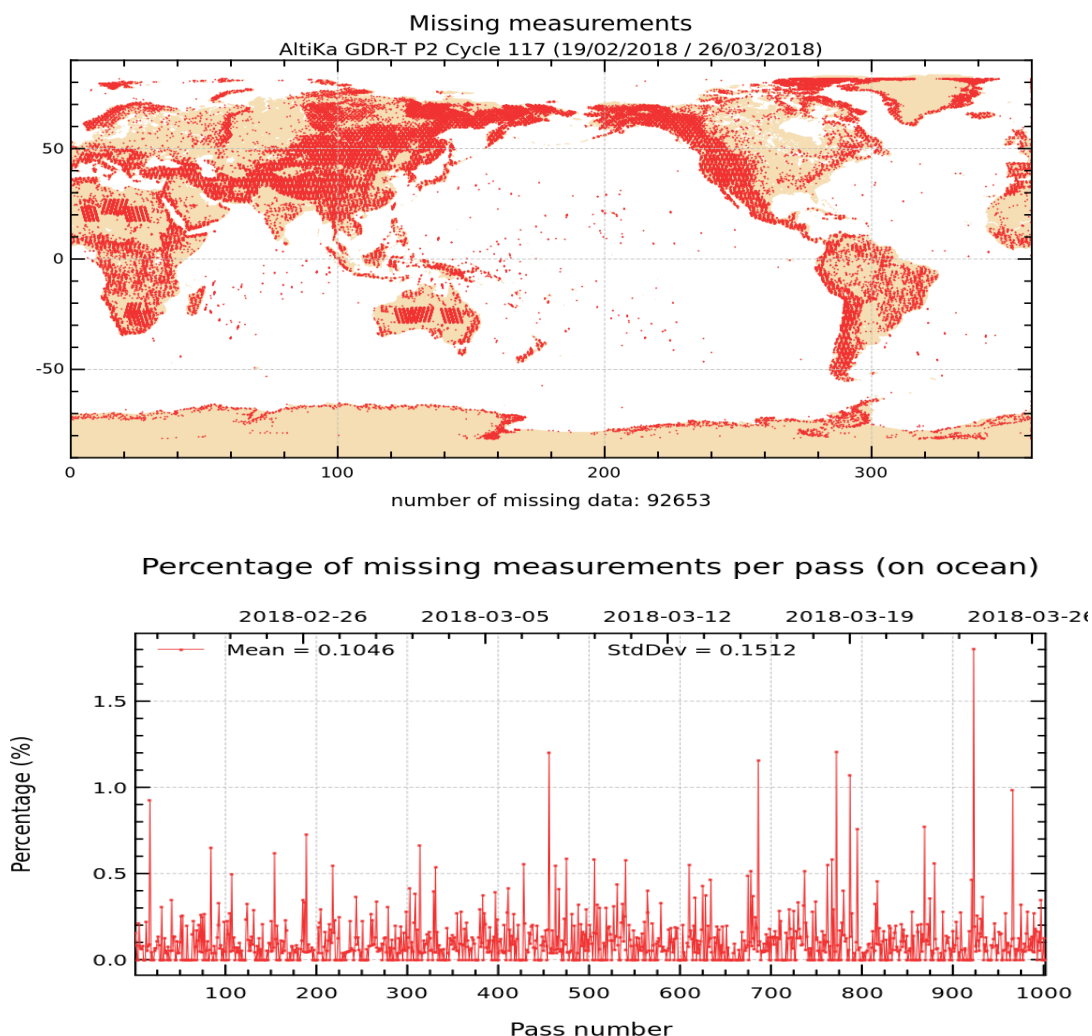 Missing measurements
AltiKa GDR-T P2 Cycle 117 (19/02/2018 / 26/03/2018)
50
0
-50
0 100 200 300
number of missing data: 92653
Percentage of missing measurements per pass (on ocean)
2018-02-26 2018-03-05 2018-03-12 2018-03-19 2018-03-26
Mean = 0.1046 StdDev = 0.1512
1.5
1.0
0.5
0.0
Percentage (%)
100 200 300 400 500 600 700 800 900 1000
Pass number